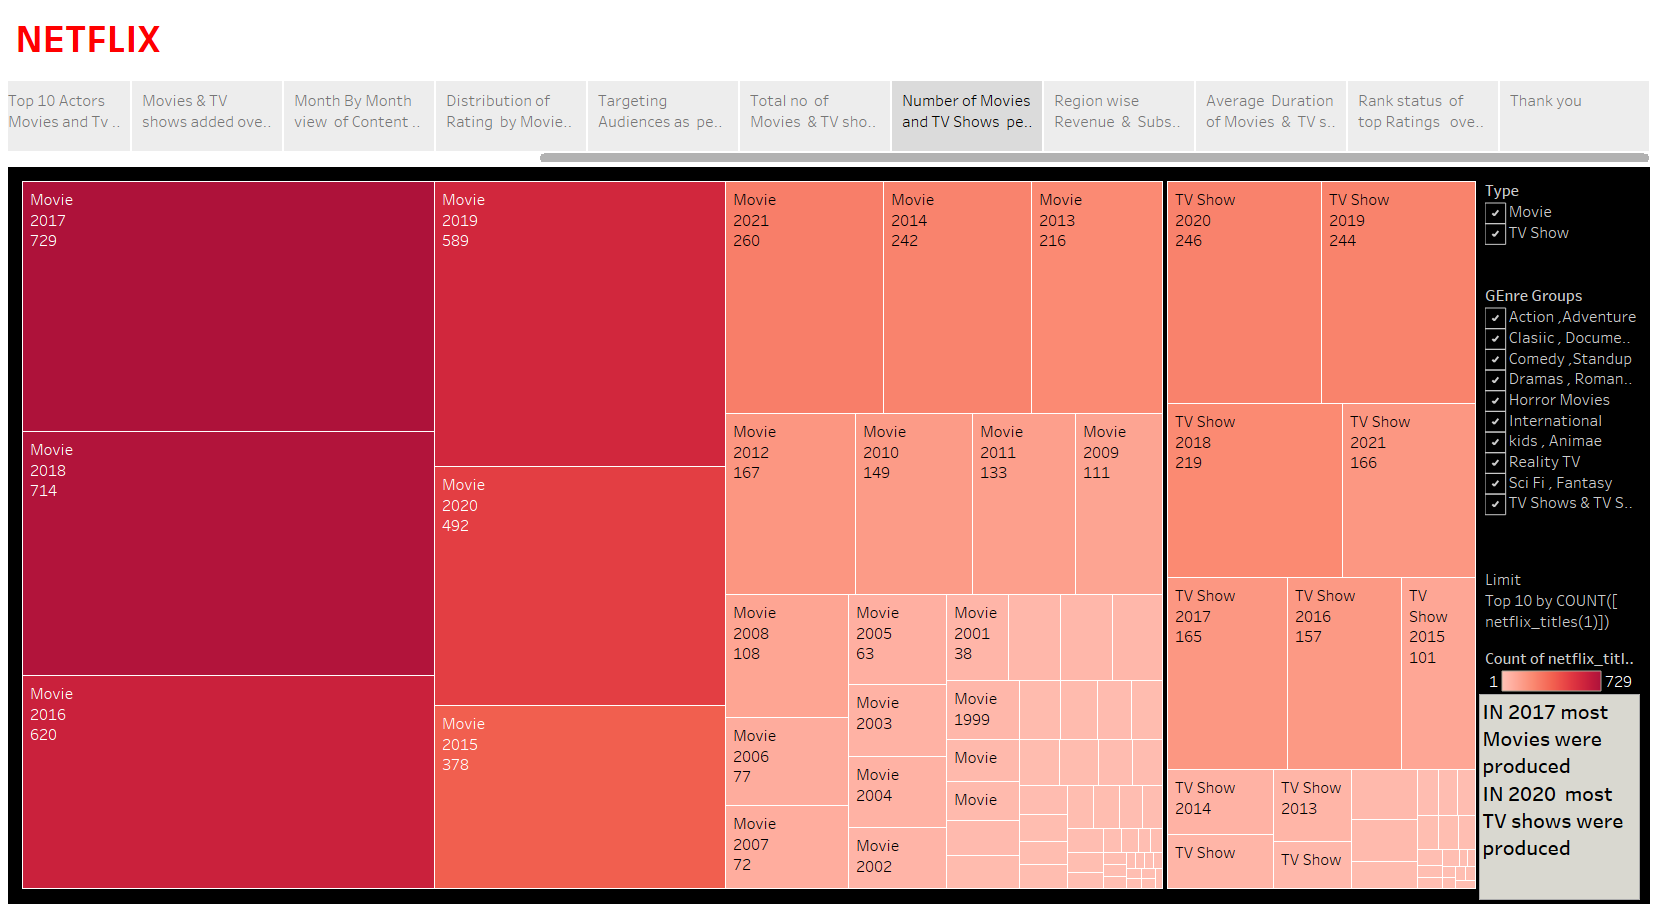 NETFLIX
Top 10 Actors
Movies and Tv ..
Movies & TV
shows added ove..
Month By Month
view of Content ..
Distribution of
Rating by Movie..
Targeting
Audiences as pe..
Total no of
Movies & TV sho..
Number of Movies
and TV Shows pe..
Region wise
Revenue & Subs..
Average Duration
of Movies & TV s..
Rank status of
top Ratings ove..
Thank you
Movie
2017
729
Movie
2018
714
Movie
2016
620
Movie
2019
589
Movie
2020
492
Movie
2015
378
Movie
2021
260
Movie
2014
242
Movie
2013
216
Movie
2012
167
Movie
2010
149
Movie
2011
133
Movie
2009
111
Movie
2008
108
Movie
2006
77
Movie
2007
72
Movie
2005
63
Movie
2003
Movie
2004
Movie
2002
Movie
2001
38
Movie
1999
Movie
Movie
TV Show
2020
246
TV Show
2019
244
TV Show
2018
219
TV Show
2021
166
TV Show
2017
165
TV Show
2016
157
TV
Show
2015
101
TV Show
2014
TV Show
2013
TV Show
TV Show
Type
Movie
TV Show
GEnre Groups
Action ,Adventure
Clasiic , Docume..
Comedy ,Standup
Dramas , Roman..
Horror Movies
International
kids , Animae
Reality TV
Sci Fi , Fantasy
TV Shows & TV S..
Limit
Top 10 by COUNT([
netflix_titles(1)])
Count of netflix_titl..
1 729
IN 2017 most
Movies were
produced
IN 2020 most
TV shows were
produced